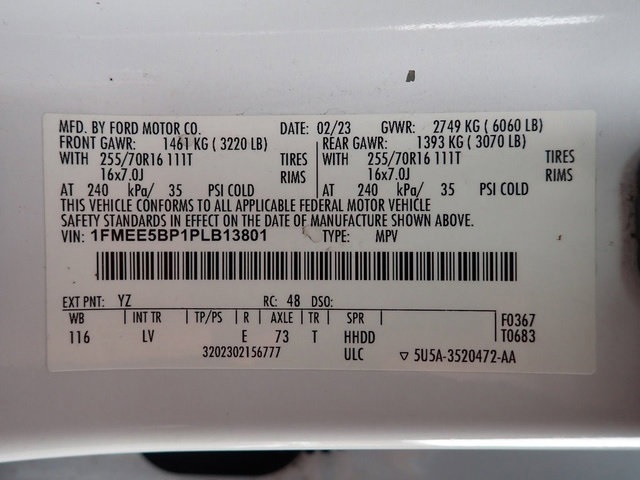 MFD. BY FORD MOTOR CO. DATE: 02/23 GVWR: 2749 KG ( 6060 LB)
FRONT GAWR: 1461 KG ( 3220 LB) REAR GAWR: 1393 KG ( 3070 LB)
WITH 255/70R16 111T TIRES WITH 255/70R16 111T TIRES
16x7.0J RIMS 16x7.0J RIMS
AT 240 kPa/ 35 PSI COLD AT 240 kPa/ 35 PSI COLD
THIS VEHICLE CONFORMS TO ALL APPLICABLE FEDERAL MOTOR VEHICLE
SAFETY STANDARDS IN EFFECT ON THE DATE OF MANUFACTURE SHOWN ABOVE.
VIN: 1FMEE5BP1PLB13801 TYPE: MPV
EXT PNT: YZ RC: 48 DSO:
WB INT TR TP/PS R AXLE TR SPR F0367
116 LV E 73 T HHDD T0683
3202302156777 ULC ▽ 5U5A-3520472-AA